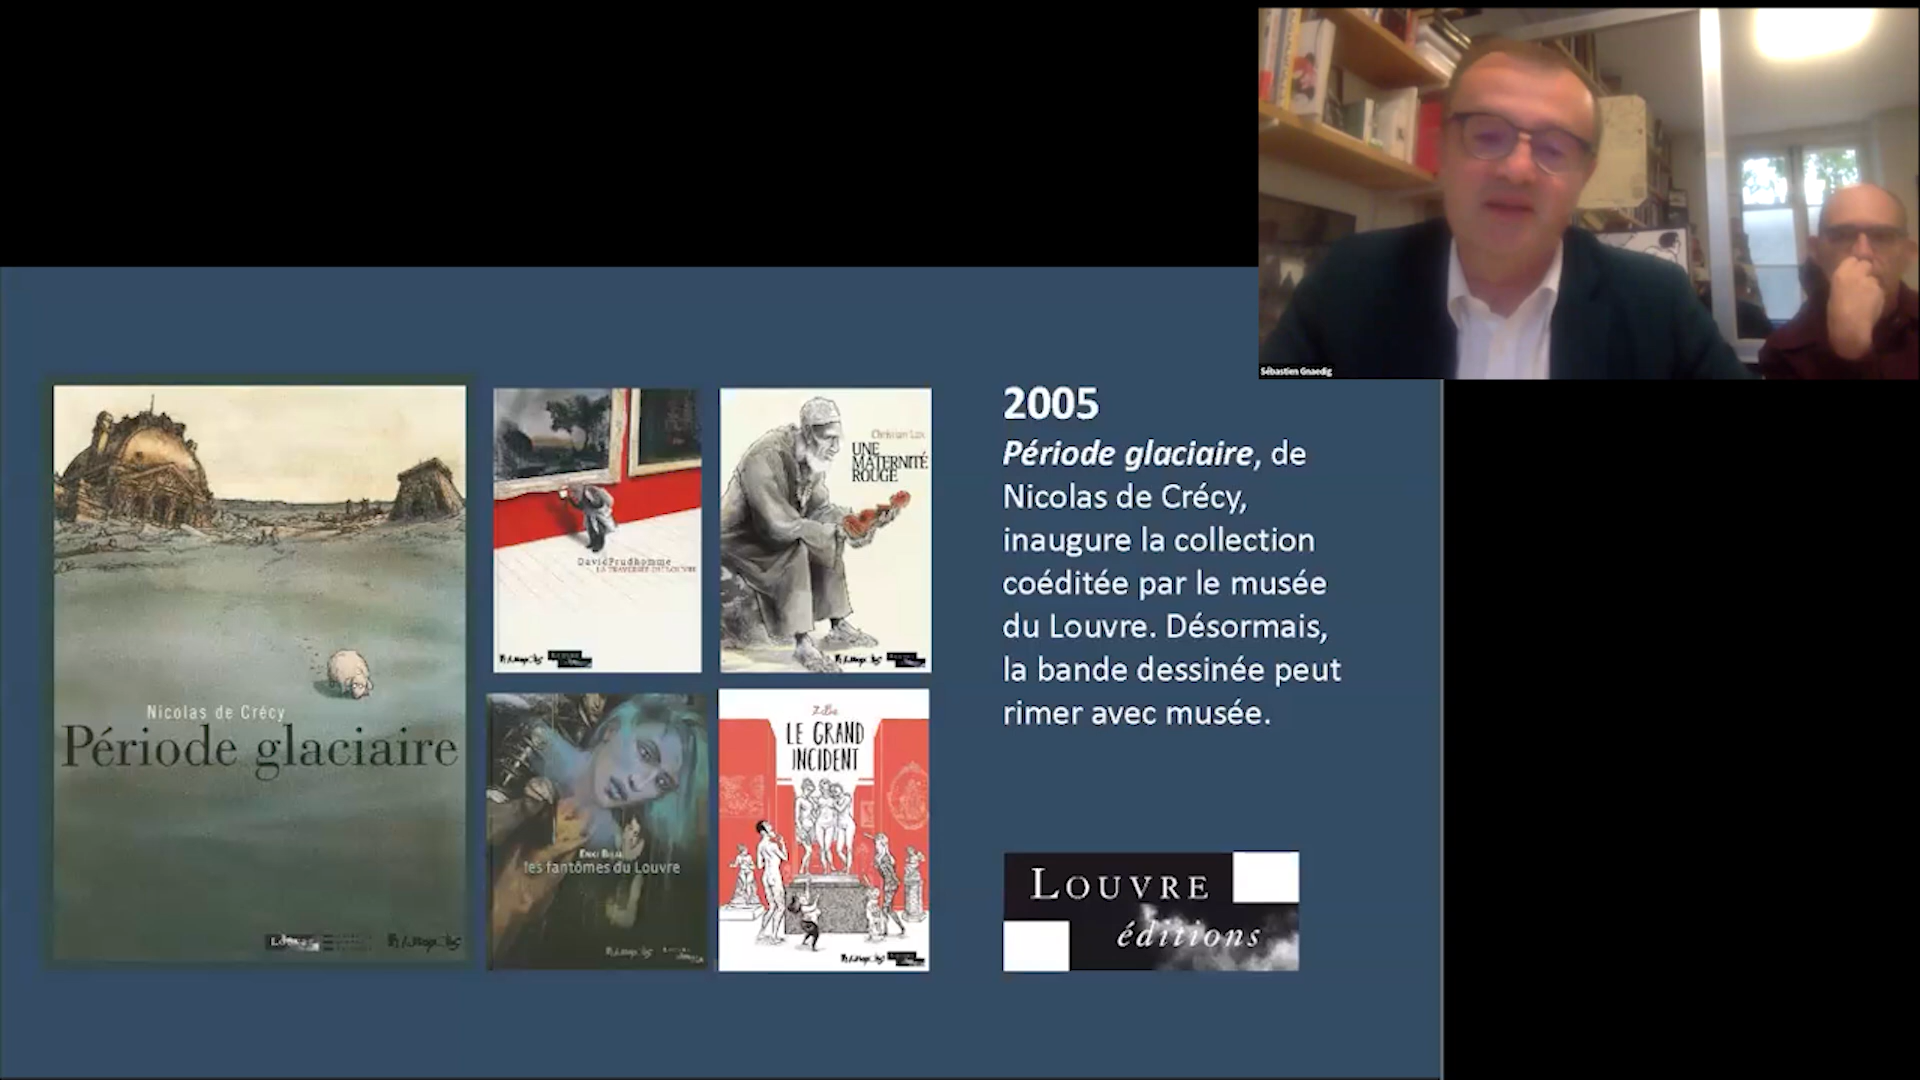 Sébastien Gnaedig
Nicolas de Crécy
Période glaciaire
David Prudhomme
LA TRAVERSÉE DU LOUVRE
Christian Lax
UNE
MATERNITÉ
ROUGE
Enki Bilal
les fantômes du Louvre
LE GRAND
INCIDENT
2005
Période glaciaire, de
Nicolas de Crécy,
inaugure la collection
coéditée par le musée
du Louvre. Désormais,
la bande dessinée peut
rimer avec musée.
LOUVRE
éditions